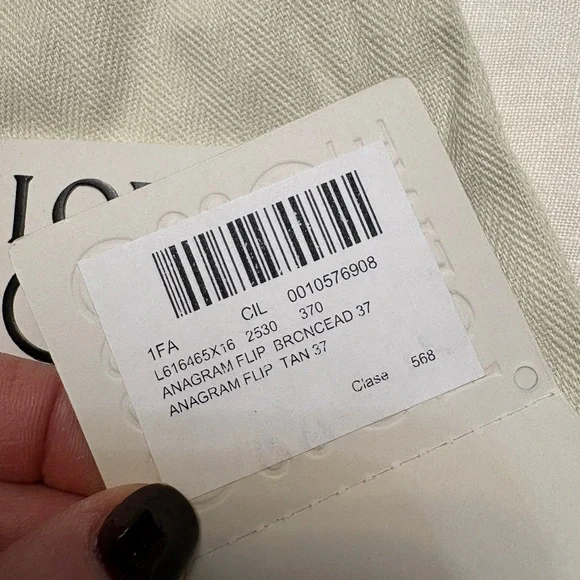 CIL 0010576908
1FA
L616465X16 2530 370
ANAGRAM FLIP BRONCEAD 37
ANAGRAM FLIP TAN 37
Clase 568